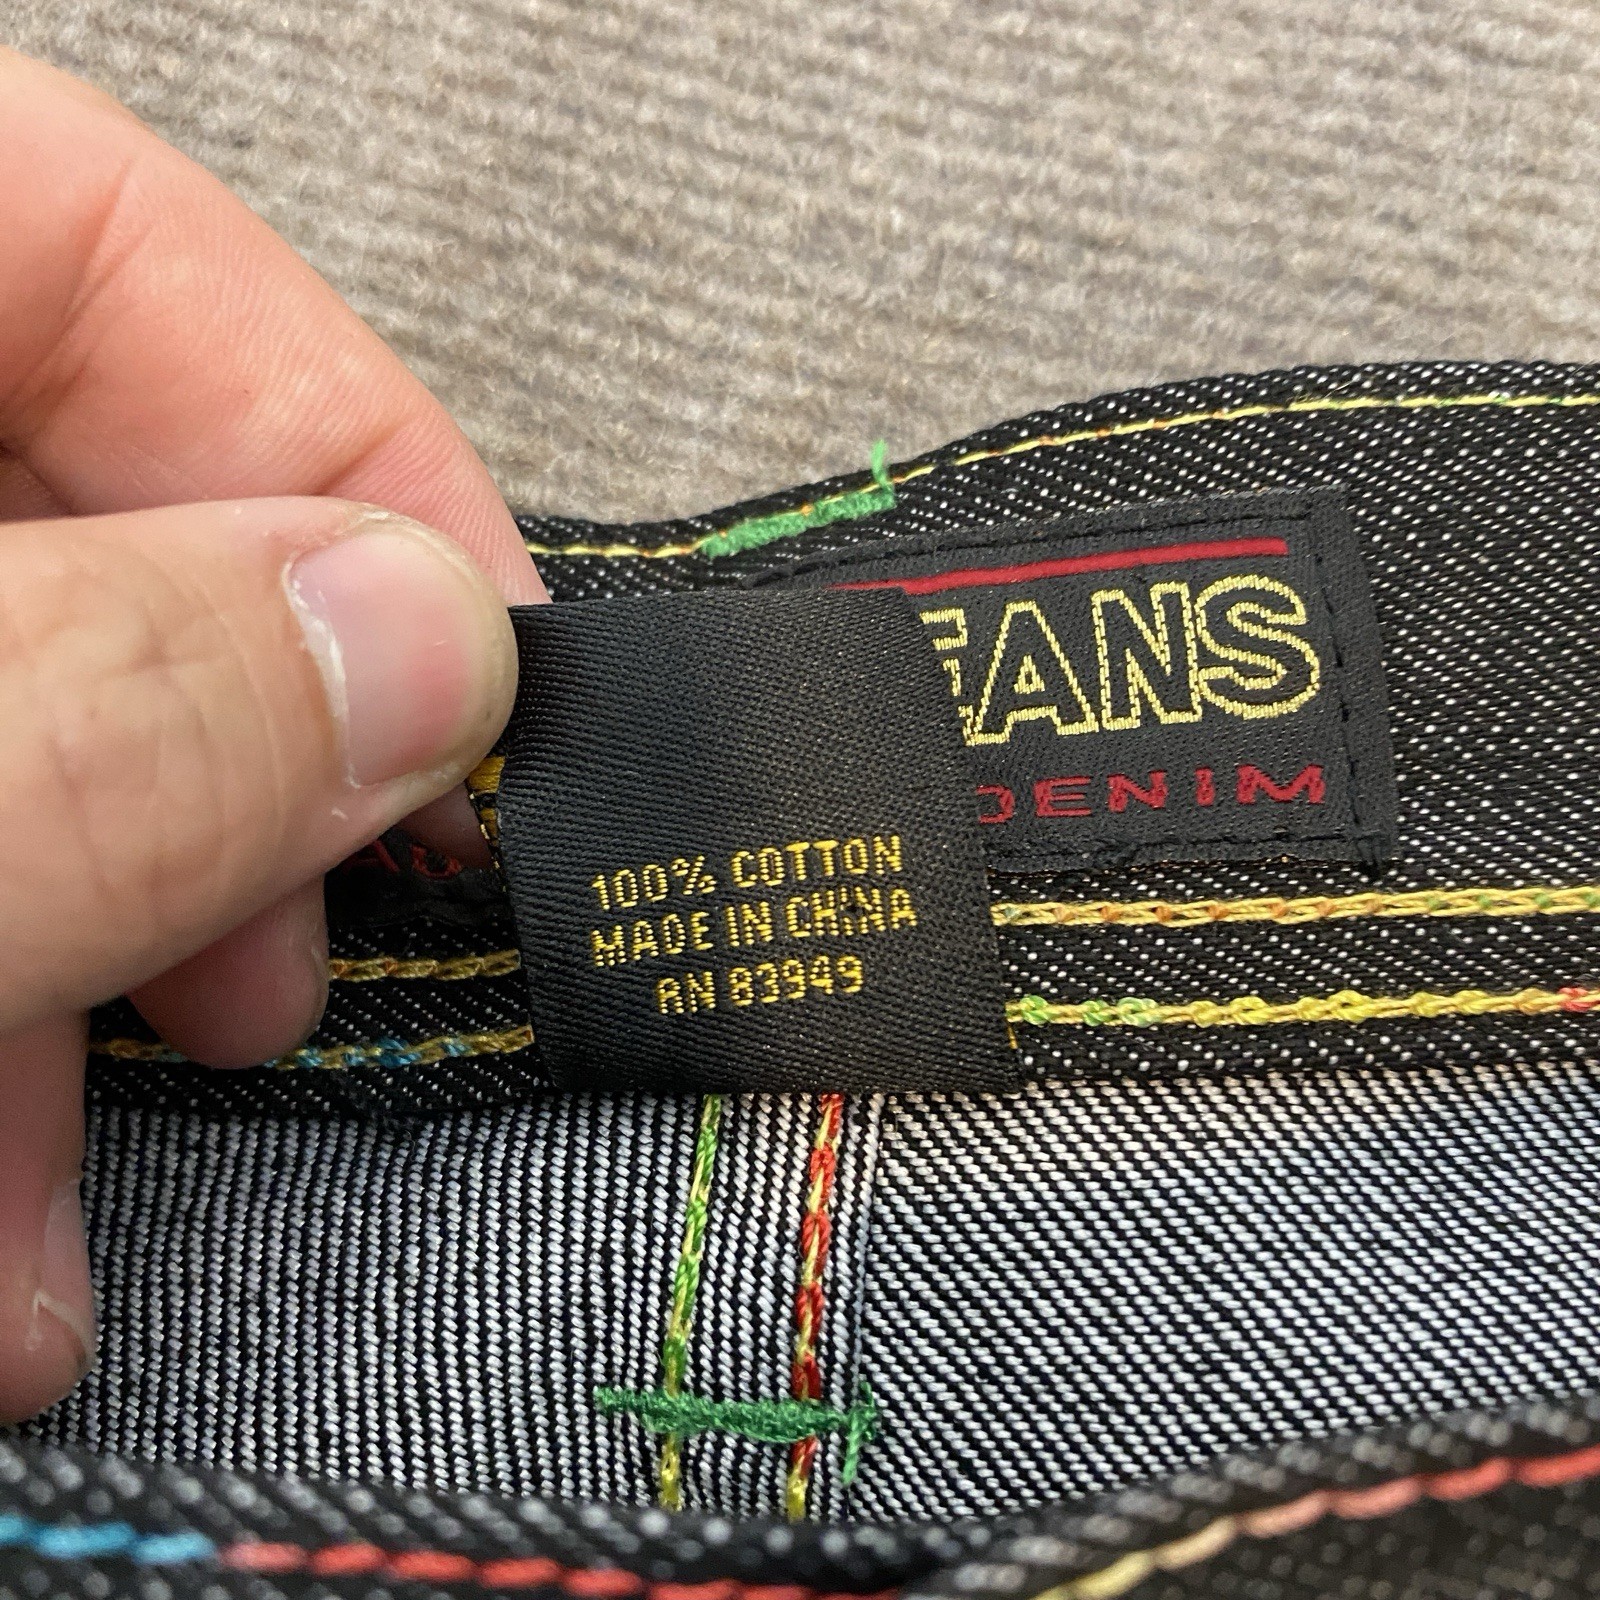 EANS
DENIM
100% COTTON
MADE IN CHINA
RN 83949